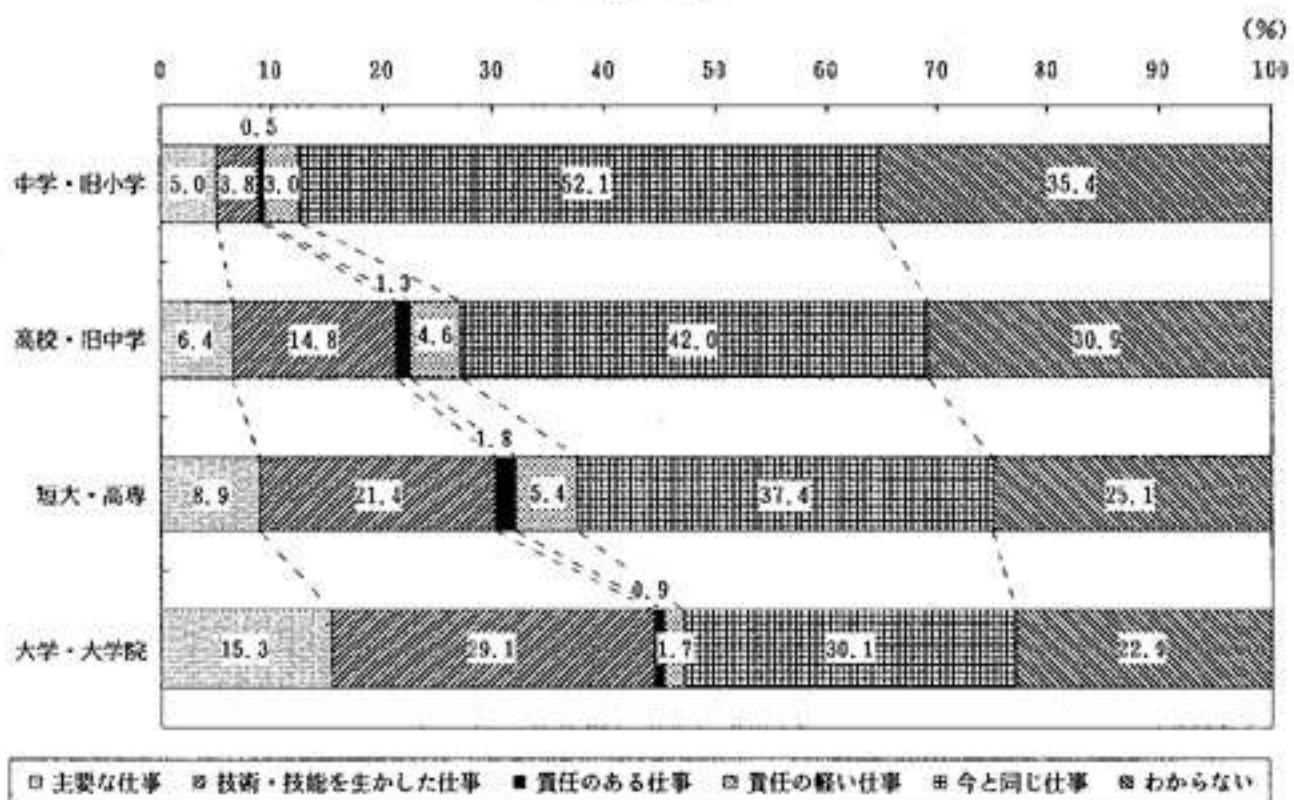 (%)
0 10 20 30 40 50 60 70 80 90 100
0.5
中学・旧小学 5.0 3.8 3.0 52.1 35.4
1.3
高校・旧中学 6.4 14.8 4.6 42.0 30.9
1.8
短大・高専 8.9 21.4 5.4 37.4 25.1
0.9
大学・大学院 15.3 29.1 1.7 30.1 22.9
主要な仕事 技術・技能を生かした仕事 責任のある仕事 責任の軽い仕事 今と同じ仕事 わからない